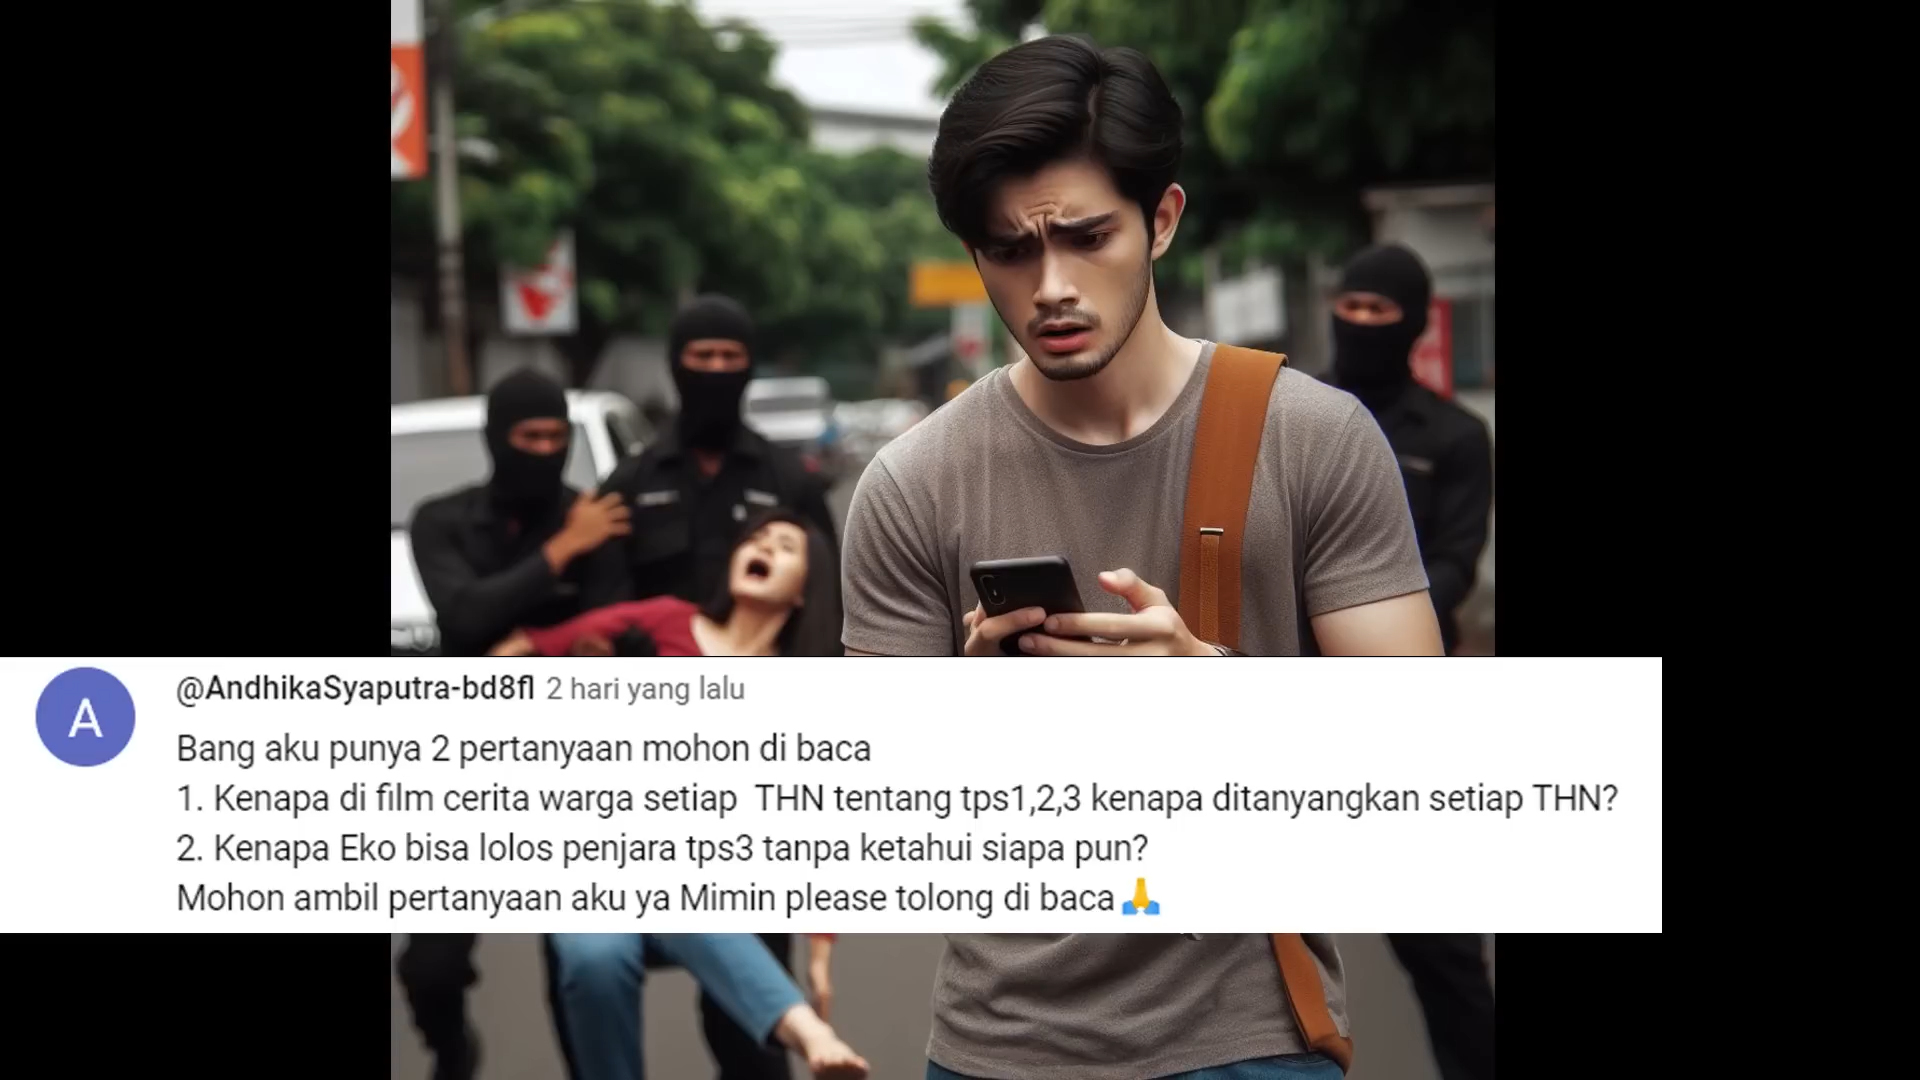 A
@AndhikaSyaputra-bd8fl 2 hari yang lalu
Bang aku punya 2 pertanyaan mohon di baca
1. Kenapa di film cerita warga setiap THN tentang tps1,2,3 kenapa ditanyangkan setiap THN?
2. Kenapa Eko bisa lolos penjara tps3 tanpa ketahui siapa pun?
Mohon ambil pertanyaan aku ya Mimin please tolong di baca🙏